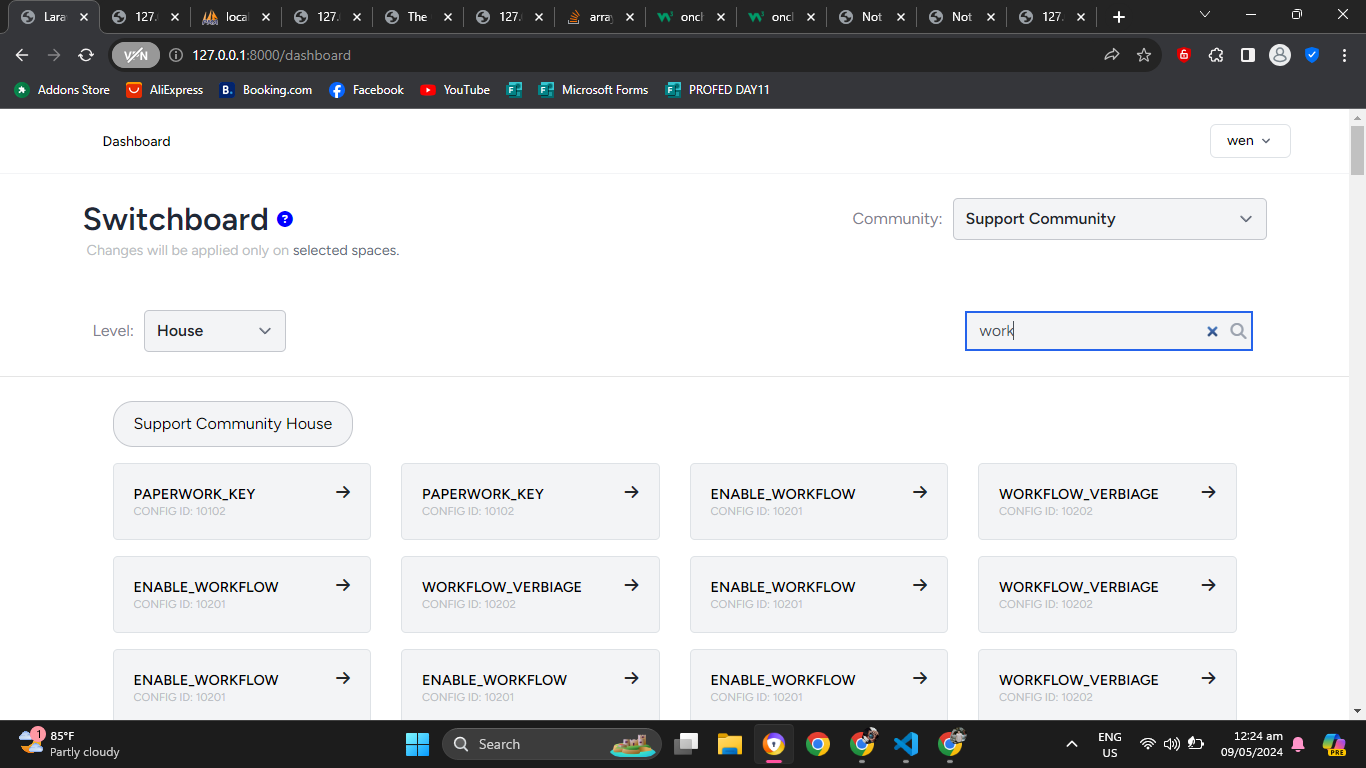 Lara
127.
loca
127.
The
127.
array
oncl
oncl
Not
Not
127.
VPN
127.0.0.1:8000/dashboard
Addons Store
AliExpress
B. Booking.com
Facebook
YouTube
Microsoft Forms
PROFED DAY11
Dashboard
wen
Switchboard ?
Changes will be applied only on selected spaces.
Community:
Support Community
Level:
House
work
Support Community House
PAPERWORK_KEY
CONFIG ID: 10102
PAPERWORK_KEY
CONFIG ID: 10102
ENABLE_WORKFLOW
CONFIG ID: 10201
WORKFLOW_VERBIAGE
CONFIG ID: 10202
ENABLE_WORKFLOW
CONFIG ID: 10201
WORKFLOW_VERBIAGE
CONFIG ID: 10202
ENABLE_WORKFLOW
CONFIG ID: 10201
WORKFLOW_VERBIAGE
CONFIG ID: 10202
ENABLE_WORKFLOW
CONFIG ID: 10201
ENABLE_WORKFLOW
CONFIG ID: 10201
ENABLE_WORKFLOW
CONFIG ID: 10201
WORKFLOW_VERBIAGE
CONFIG ID: 10202
1
85°F
Partly cloudy
Search
ENG
US
12:24 am
09/05/2024
PRE